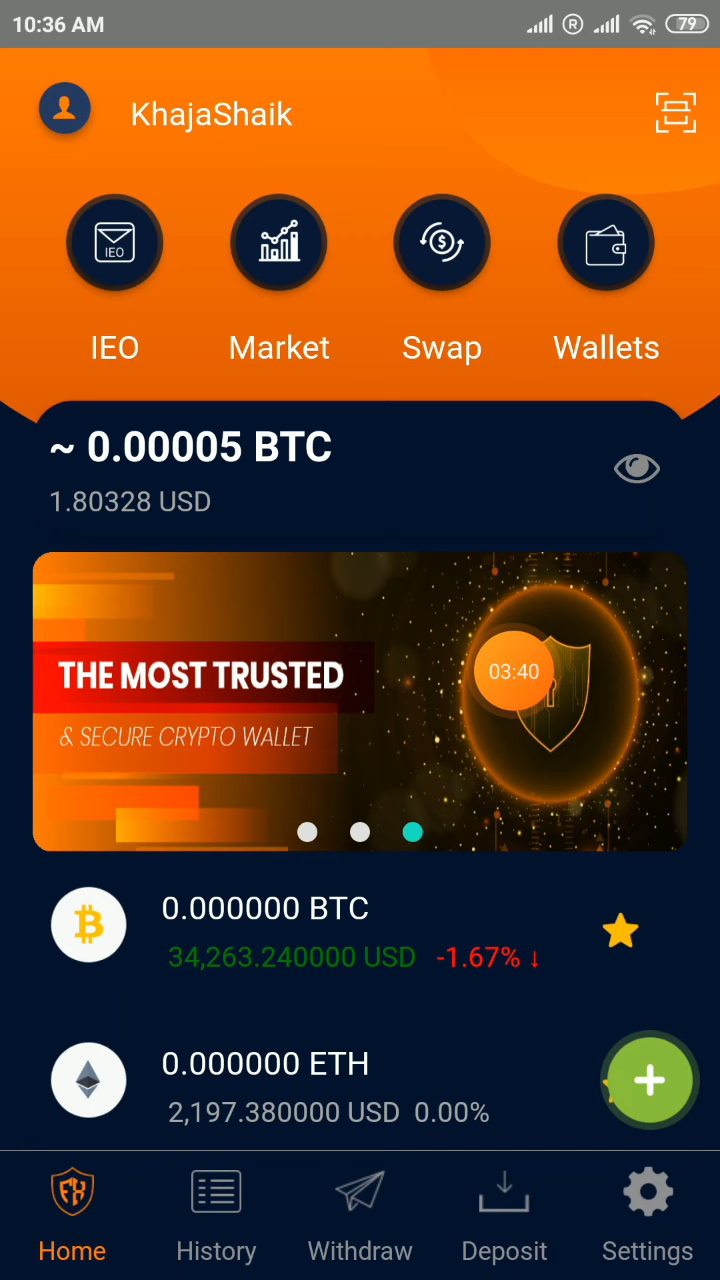 10:36 AM
R
79
KhajaShaik
IEO
IEO
Market
Swap
Wallets
~ 0.00005 BTC
1.80328 USD
THE MOST TRUSTED
& SECURE CRYPTO WALLET
03:40
0.000000 BTC
34,263.240000 USD -1.67% ↓
0.000000 ETH
2,197.380000 USD 0.00%
FX
Home
History
Withdraw
Deposit
Settings